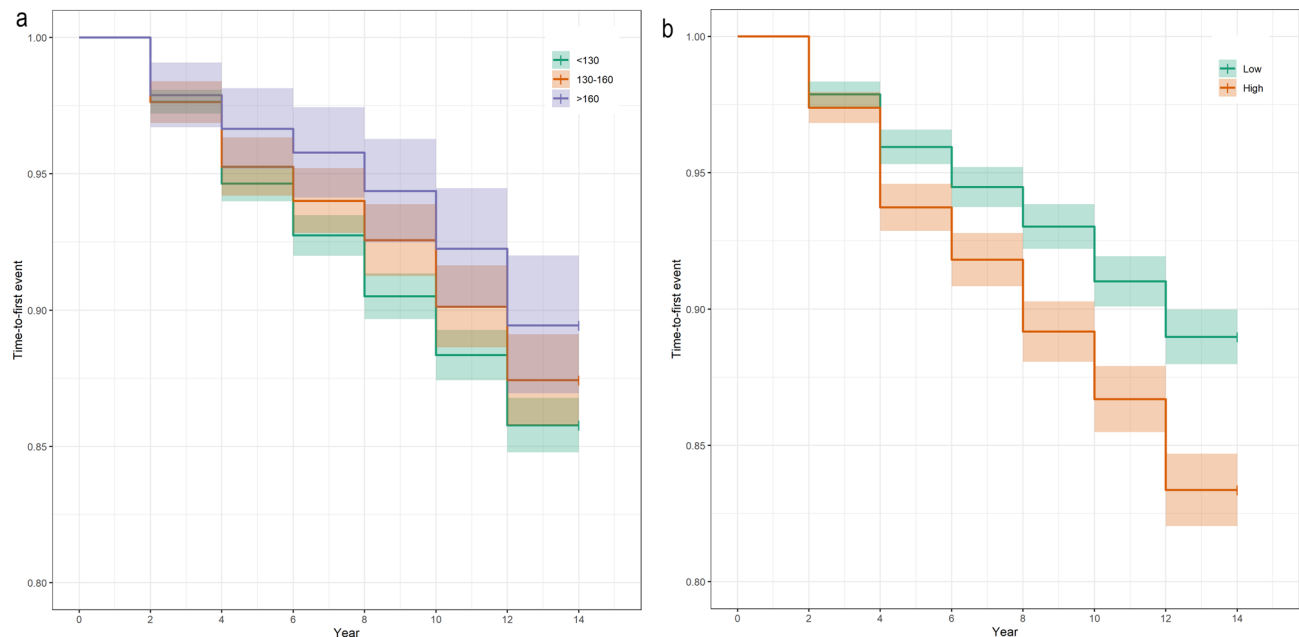 a
1.00
0.95
0.90
0.85
0.80
Time-to-first event
0 2 4 6 8 10 12 14
Year
<130
130-160
>160
b
1.00
0.95
0.90
0.85
0.80
Time-to-first event
0 2 4 6 8 10 12 14
Year
Low
High